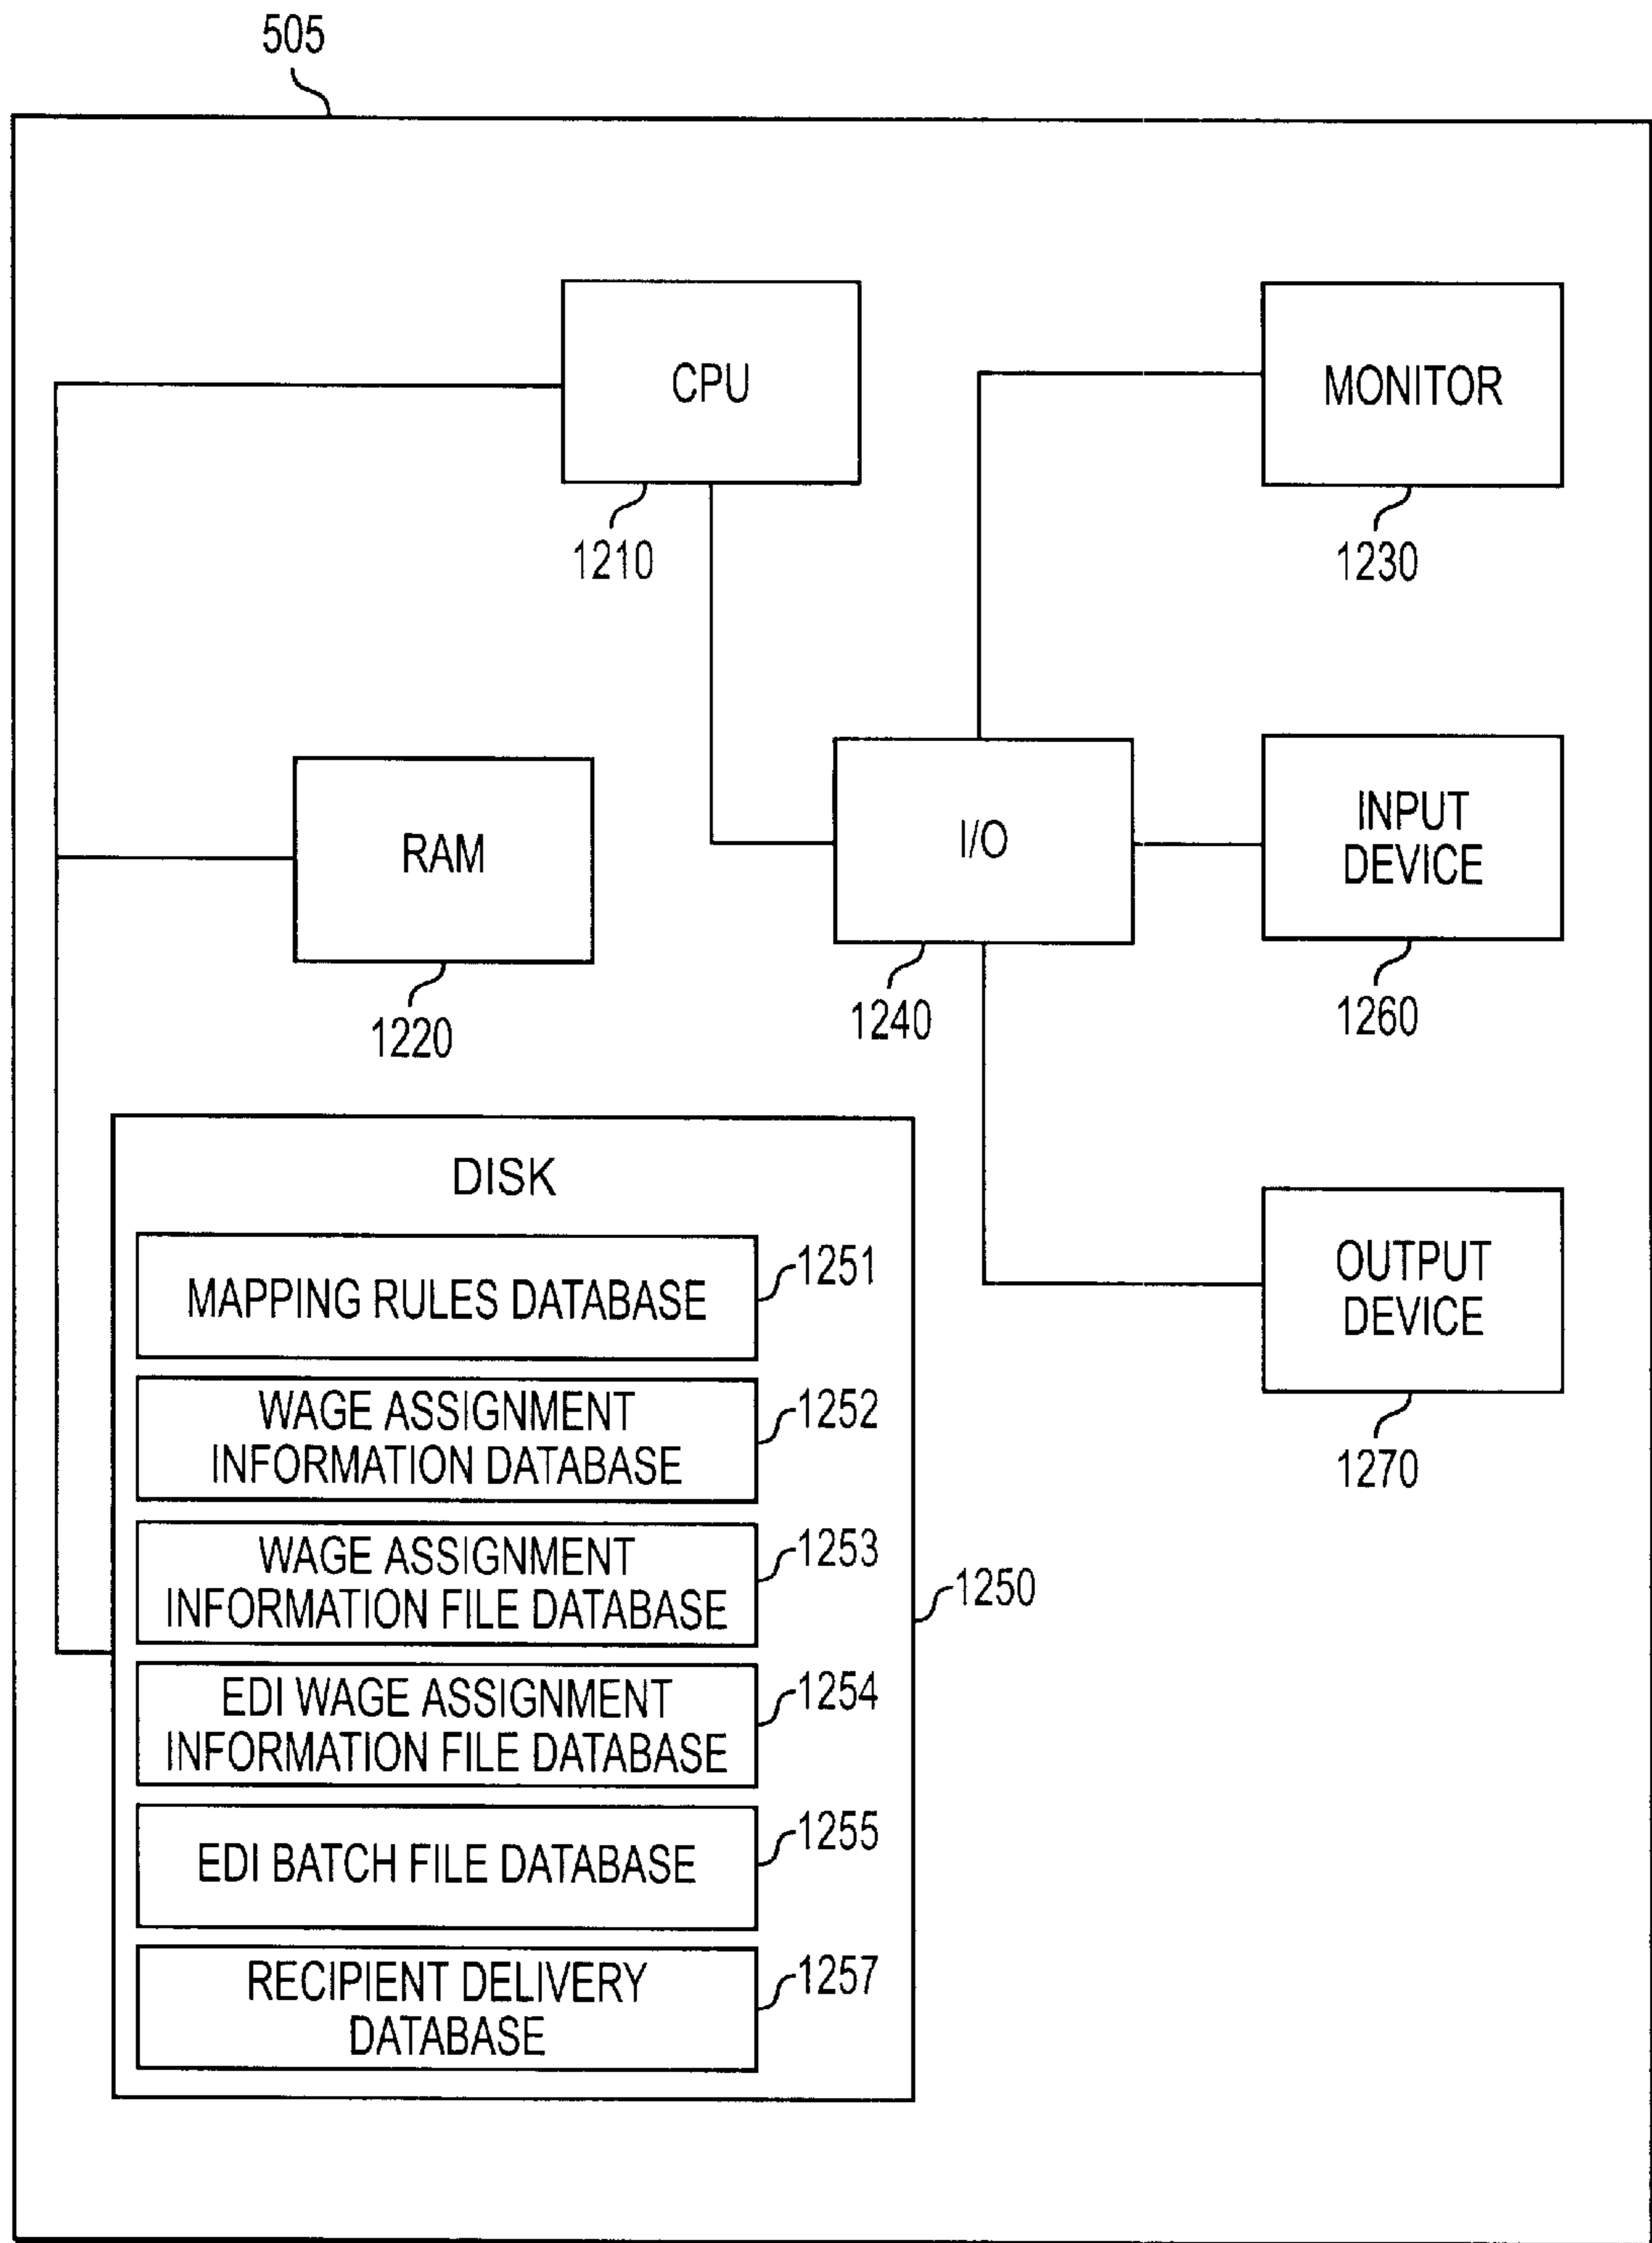 505
CPU
1210
MONITOR
1230
RAM
1220
I/O
1240
INPUT
DEVICE
1260
DISK
MAPPING RULES DATABASE
1251
WAGE ASSIGNMENT
INFORMATION DATABASE
1252
WAGE ASSIGNMENT
INFORMATION FILE DATABASE
1253
EDI WAGE ASSIGNMENT
INFORMATION FILE DATABASE
1254
EDI BATCH FILE DATABASE
1255
RECIPIENT DELIVERY
DATABASE
1257
1250
OUTPUT
DEVICE
1270